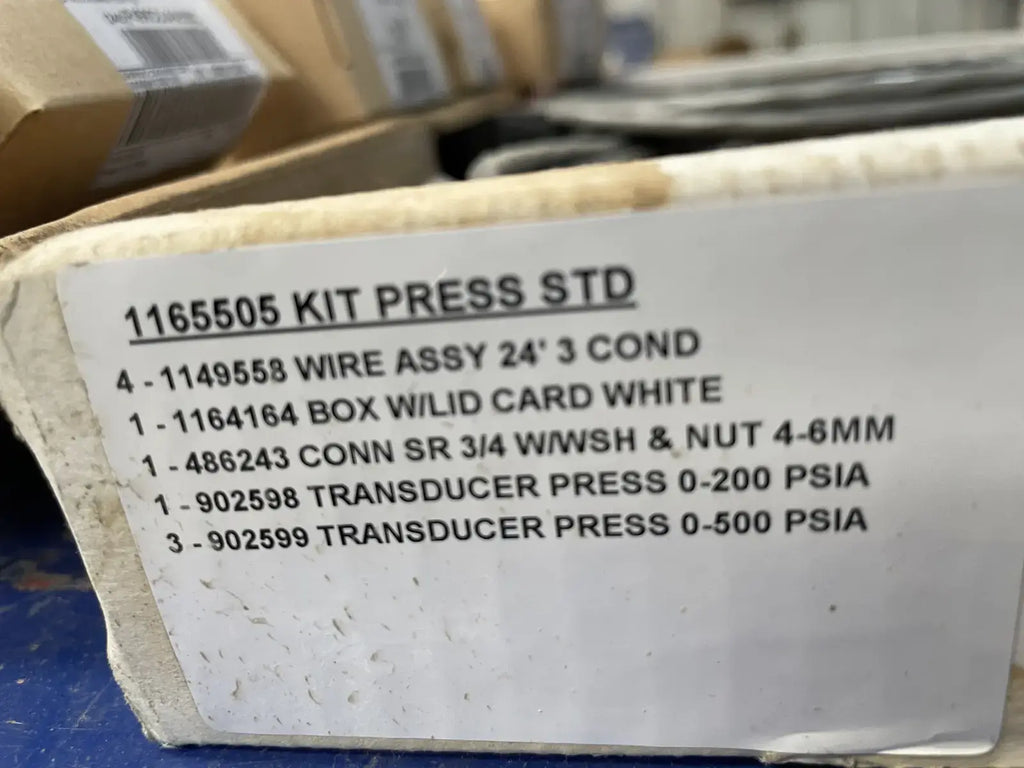 1165505 KIT PRESS STD
4 - 1149558 WIRE ASSY 24' 3 COND
1 - 1164164 BOX W/LID CARD WHITE
1 - 486243 CONN SR 3/4 W/WSH & NUT 4-6MM
1 - 902598 TRANSDUCER PRESS 0-200 PSIA
3 - 902599 TRANSDUCER PRESS 0-500 PSIA